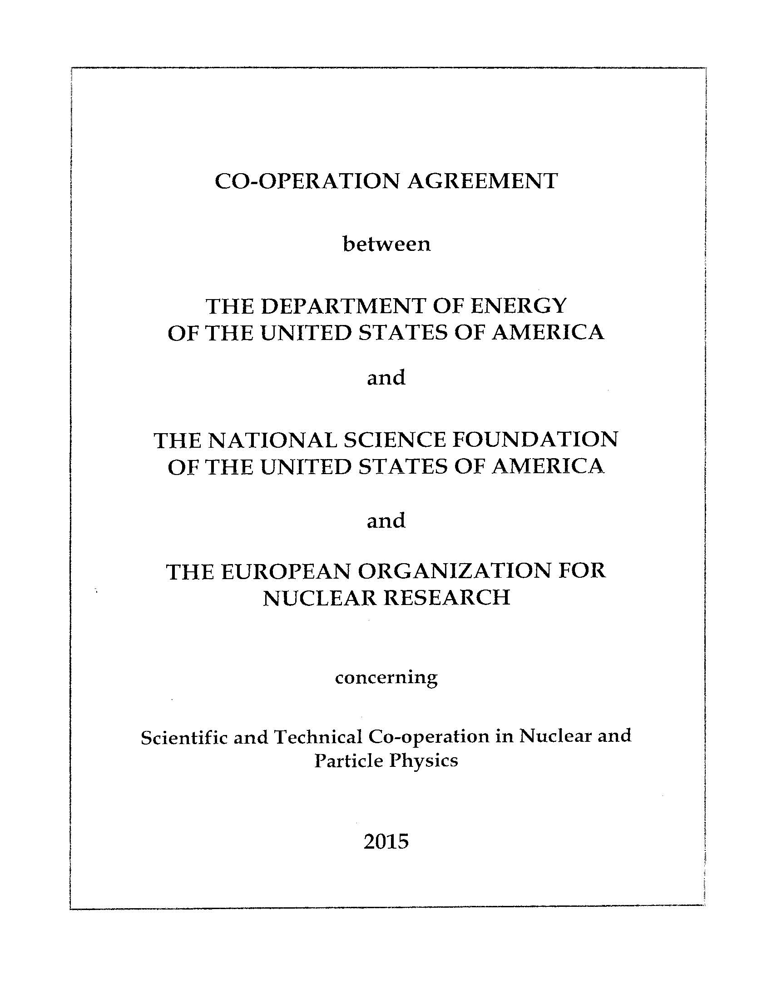 CO-OPERATION AGREEMENT
between
THE DEPARTMENT OF ENERGY
OF THE UNITED STATES OF AMERICA
and
THE NATIONAL SCIENCE FOUNDATION
OF THE UNITED STATES OF AMERICA
and
THE EUROPEAN ORGANIZATION FOR
NUCLEAR RESEARCH
concerning
Scientific and Technical Co-operation in Nuclear and
Particle Physics
2015